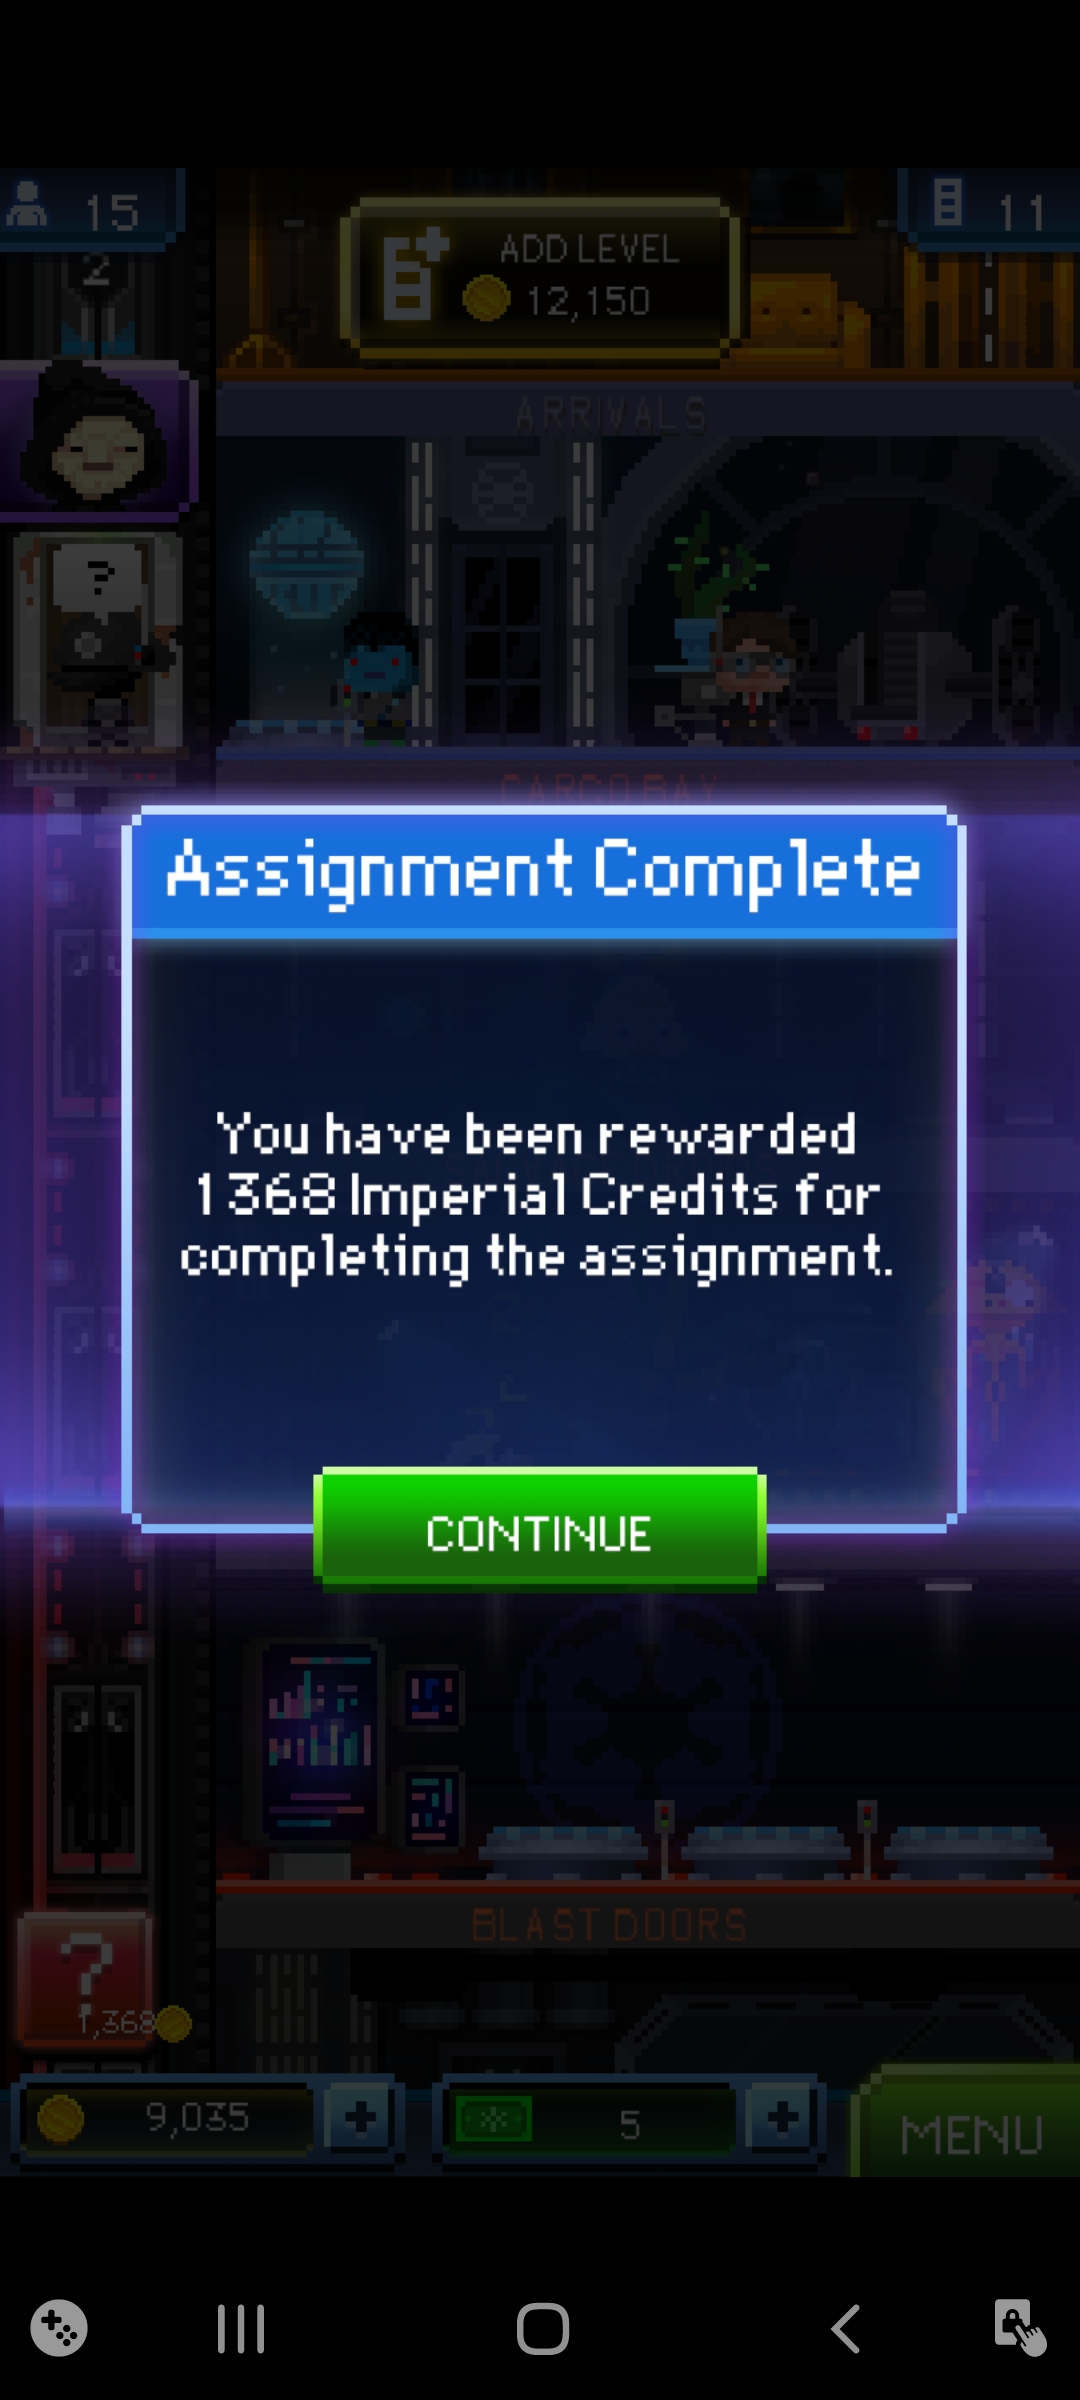 15
ADD LEVEL
12,150
11
2
ARRIVALS
?
CARGO BAY
Assignment Complete
You have been rewarded
1368 Imperial Credits for
completing the assignment.
CONTINUE
BLAST DOORS
?
1,368
9,035
5
MENU